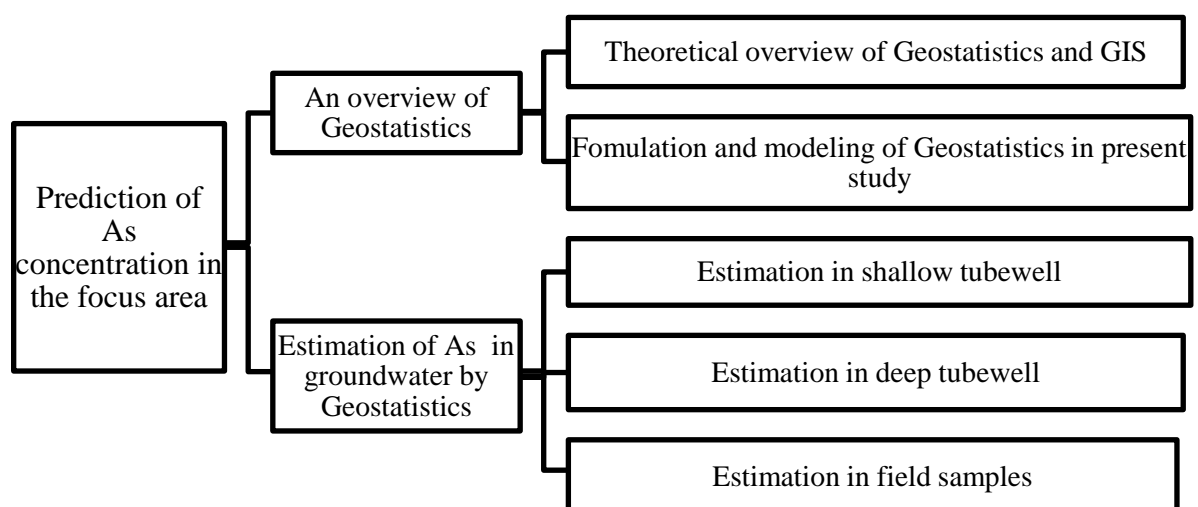 Prediction of
As
concentration in
the focus area
An overview of
Geostatistics
Theoretical overview of Geostatistics and GIS
Fomulation and modeling of Geostatistics in present
study
Estimation of As in
groundwater by
Geostatistics
Estimation in shallow tubewell
Estimation in deep tubewell
Estimation in field samples